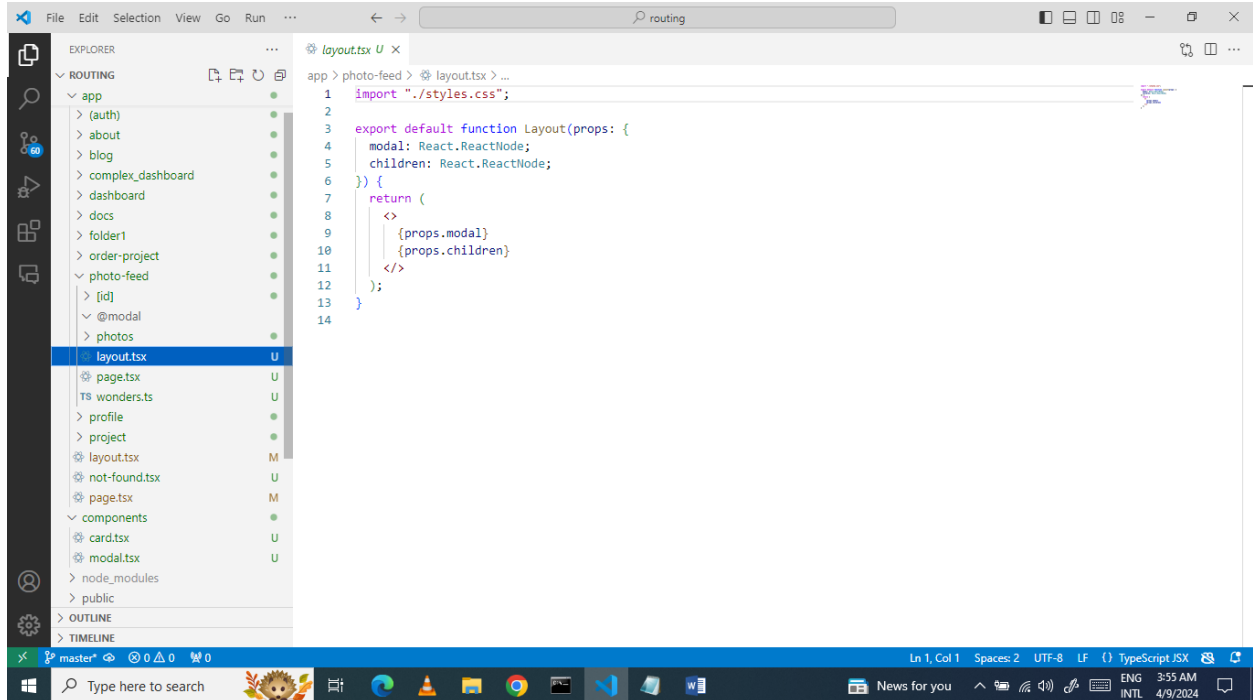 File Edit Selection View Go Run ···
routing
EXPLORER ···
ROUTING
app
(auth)
about
blog
complex_dashboard
dashboard
docs
folder1
order-project
photo-feed
[id]
@modal
photos
layout.tsx U
page.tsx U
TS wonders.ts U
profile
project
layout.tsx M
not-found.tsx U
page.tsx M
components
card.tsx U
modal.tsx U
node_modules
public
OUTLINE
TIMELINE
60
layout.tsx U
app > photo-feed > layout.tsx > ...
1 import "./styles.css";
2
3 export default function Layout(props: {
4 modal: React.ReactNode;
5 children: React.ReactNode;
6 }) {
7 return (
8 <>
9 {props.modal}
10 {props.children}
11 </>
12 );
13 }
14
master* 0 0 0 Ln 1, Col 1 Spaces: 2 UTF-8 LF {} TypeScript JSX
Type here to search News for you ENG INTL 3:55 AM 4/9/2024